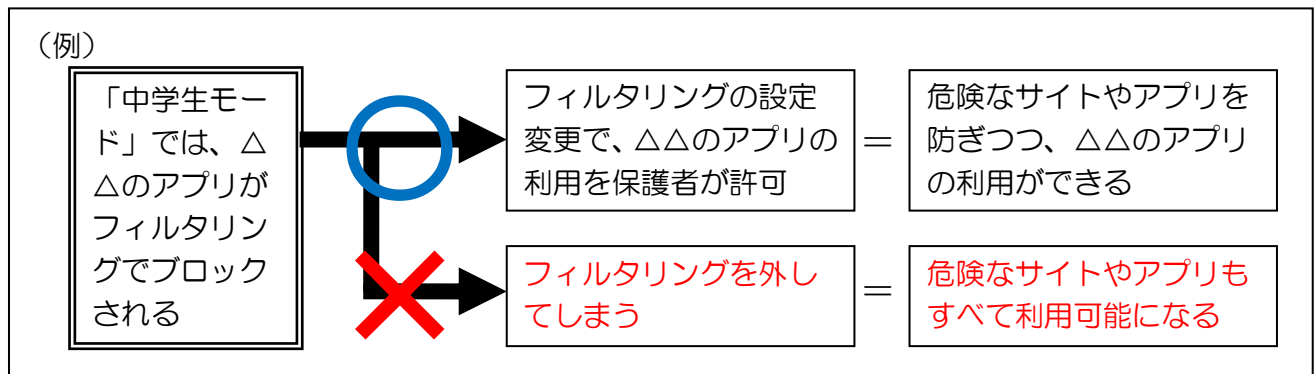 （例）
「中学生モー
ド」では、△
△のアプリが
フィルタリン
グでブロック
される
フィルタリングの設定
変更で、△△のアプリの
利用を保護者が許可
＝
危険なサイトやアプリを
防ぎつつ、△△のアプリ
の利用ができる
フィルタリングを外し
てしまう
＝
危険なサイトやアプリも
すべて利用可能になる